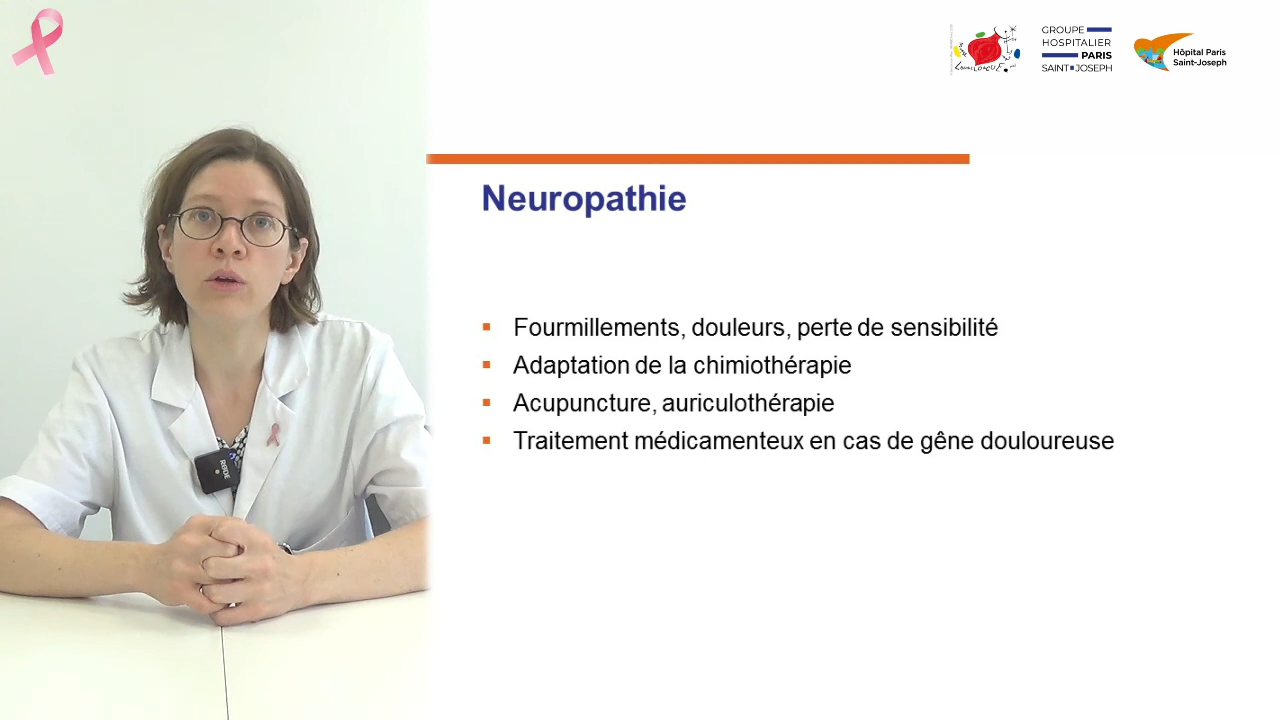 GROUPE
HOSPITALIER
PARIS
SAINT JOSEPH
Hôpital Paris
Saint-Joseph
Neuropathie
Fourmillements, douleurs, perte de sensibilité
Adaptation de la chimiothérapie
Acupuncture, auriculothérapie
Traitement médicamenteux en cas de gêne douloureuse
RØDE